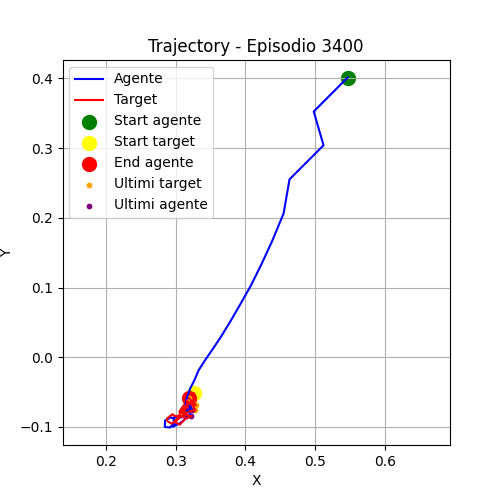 Trajectory - Episodio 3400
Agente
Target
Start agente
Start target
End agente
Ultimi target
Ultimi agente
Y
0.4
0.3
0.2
0.1
0.0
−0.1
0.2
0.3
0.4
0.5
0.6
X